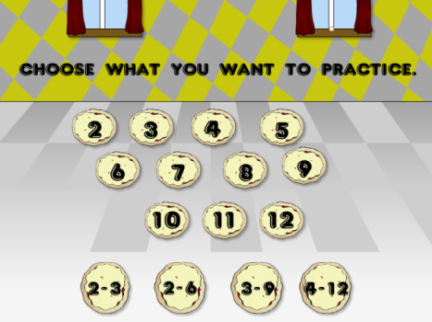 CHOOSE WHAT YOU WANT TO PRACTICE.
2 3 4 5
6 7 8 9
10 11 12
2-3 2-6 3-9 4-12